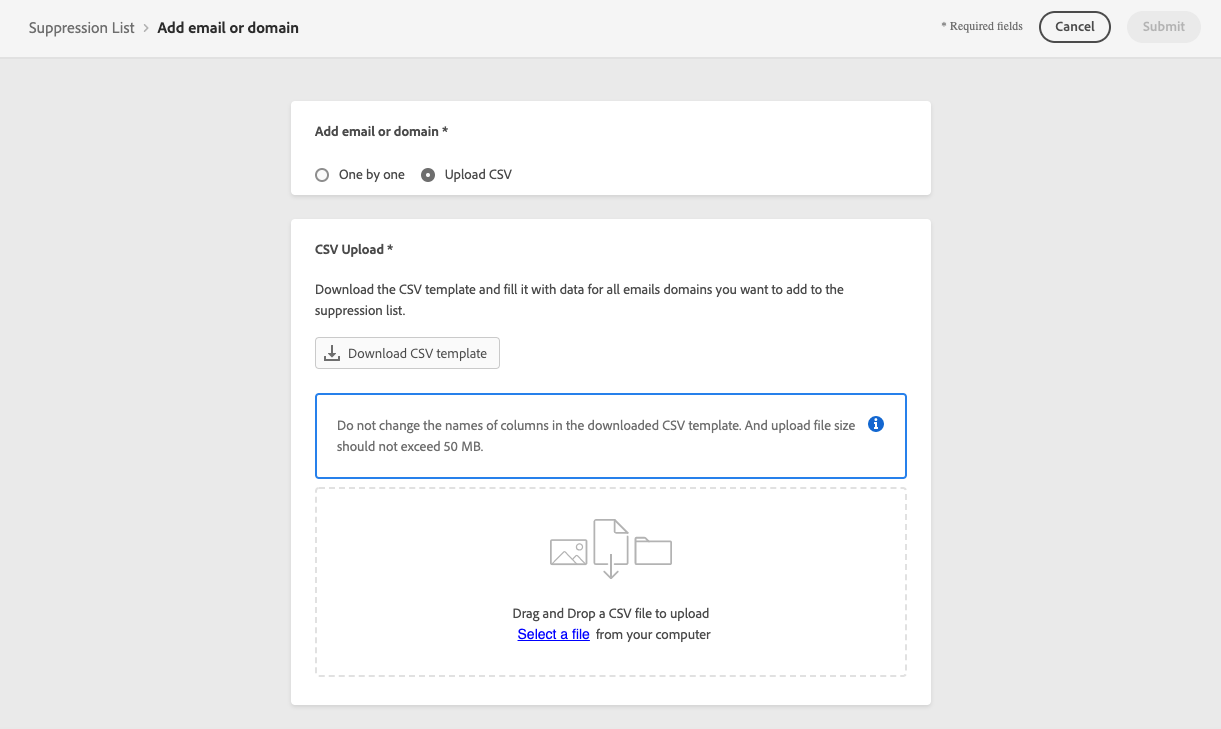 Suppression List > Add email or domain
* Required fields
Cancel
Submit
Add email or domain *
One by one
Upload CSV
CSV Upload *
Download the CSV template and fill it with data for all emails domains you want to add to the
suppression list.
Download CSV template
Do not change the names of columns in the downloaded CSV template. And upload file size
should not exceed 50 MB.
Drag and Drop a CSV file to upload
Select a file from your computer